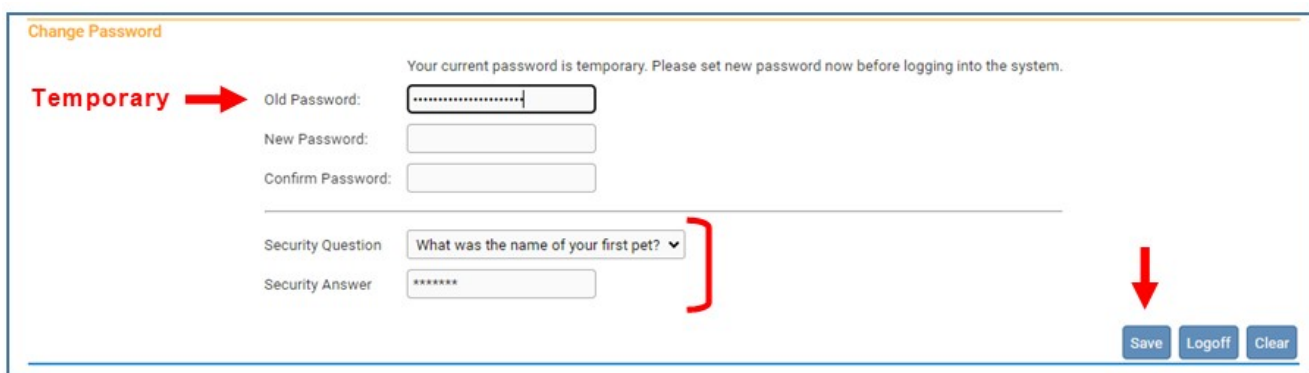 Change Password
Your current password is temporary. Please set new password now before logging into the system.
Temporary Old Password: ••••••••••••••••••••••
New Password:
Confirm Password:
Security Question What was the name of your first pet?
Security Answer *******
Save Logoff Clear